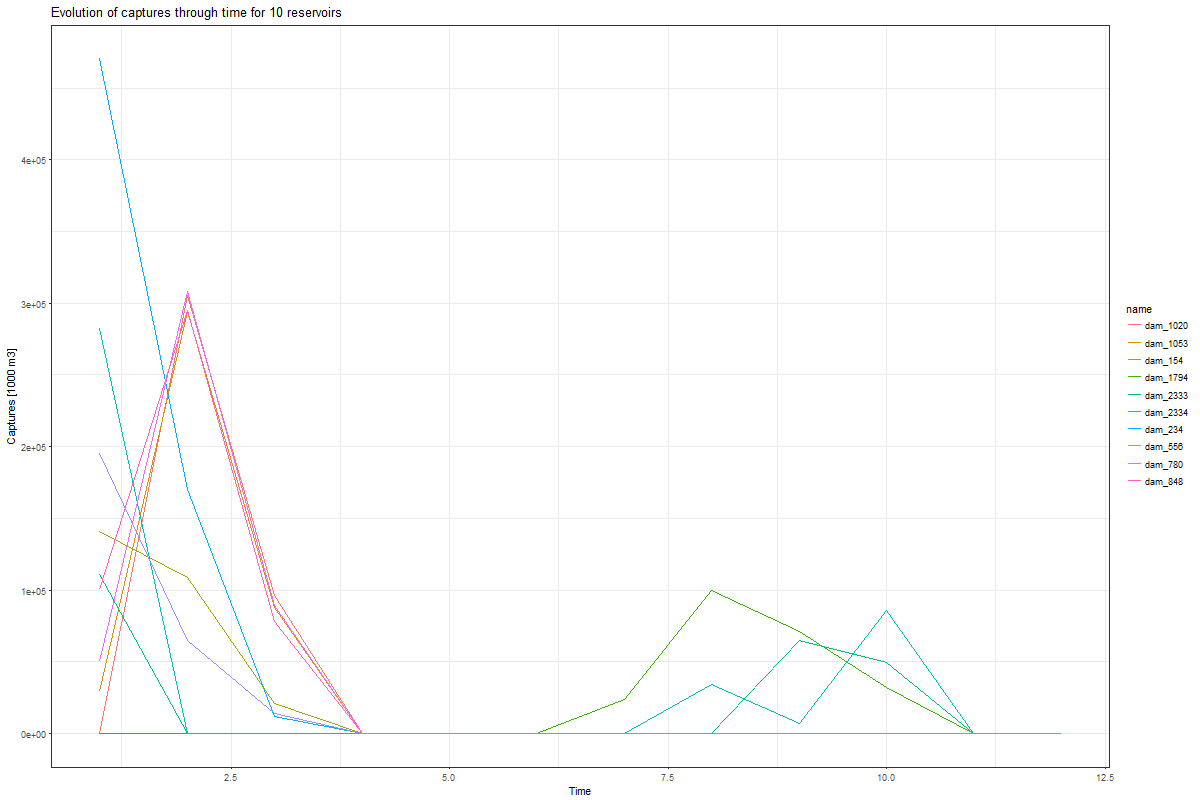 Evolution of captures through time for 10 reservoirs
Captures [1000 m3]
4e+05
3e+05
2e+05
1e+05
0e+00
2.5
5.0
7.5
10.0
12.5
Time
name
dam_1020
dam_1053
dam_154
dam_1794
dam_2333
dam_2334
dam_234
dam_556
dam_780
dam_848